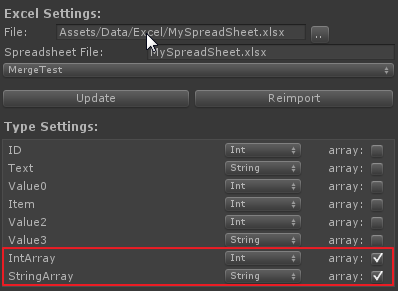 Excel Settings:
File: Assets/Data/Excel/MySpreadSheet.xlsx ..
Spreadsheet File: MySpreadSheet.xlsx
MergeTest
Update Reimport
Type Settings:
ID Int array:
Text String array:
Value0 Int array:
Item Int array:
Value2 Int array:
Value3 String array:
IntArray Int array:
StringArray String array: